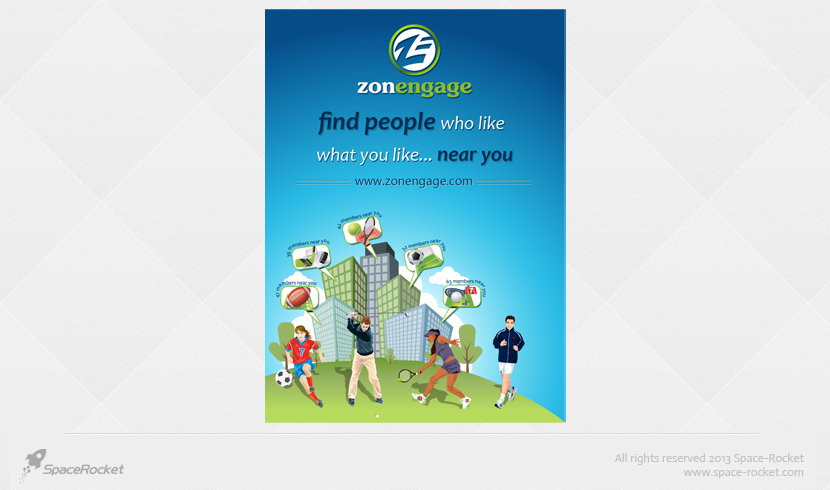 zonengage
find people who like
what you like... near you
www.zonengage.com
members near you
members near you
members near you
members near you
63 members near you
7
SpaceRocket
All rights reserved 2013 Space-Rocket
www.space-rocket.com